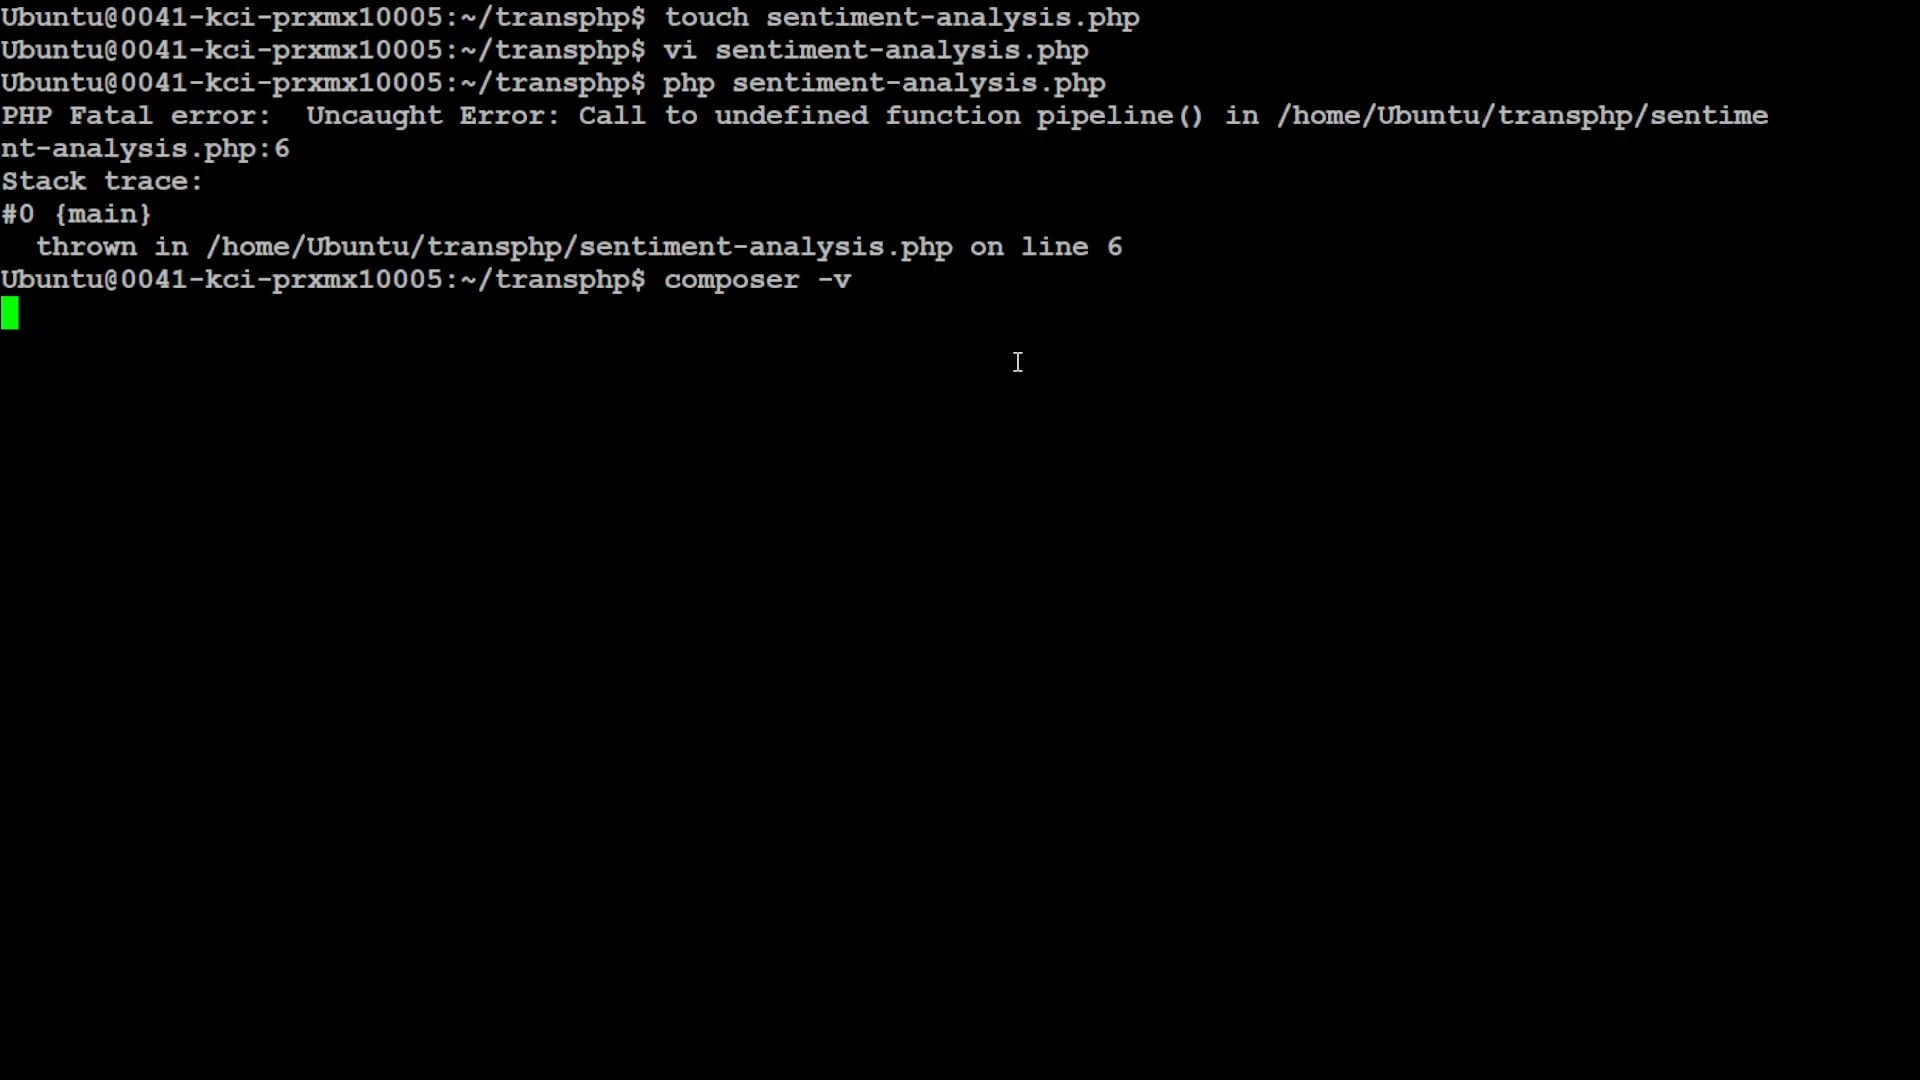 Ubuntu@0041-kci-prxmx10005:~/transphp$ touch sentiment-analysis.php
Ubuntu@0041-kci-prxmx10005:~/transphp$ vi sentiment-analysis.php
Ubuntu@0041-kci-prxmx10005:~/transphp$ php sentiment-analysis.php
PHP Fatal error:  Uncaught Error: Call to undefined function pipeline() in /home/Ubuntu/transphp/sentime
nt-analysis.php:6
Stack trace:
#0 {main}
  thrown in /home/Ubuntu/transphp/sentiment-analysis.php on line 6
Ubuntu@0041-kci-prxmx10005:~/transphp$ composer -v